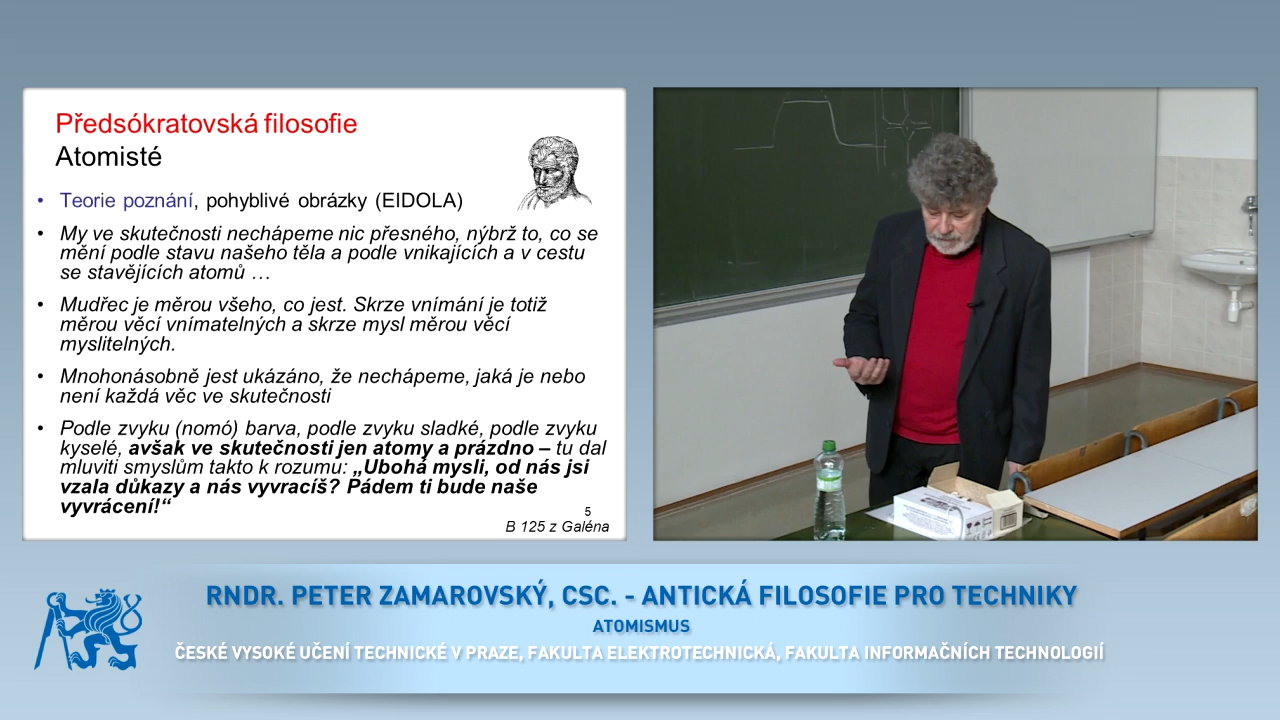 Předsókratovská filosofie
Atomisté
• Teorie poznání, pohyblivé obrázky (EIDOLA)
• My ve skutečnosti nechápeme nic přesného, nýbrž to, co se
mění podle stavu našeho těla a podle vnikajících a v cestu
se stavějících atomů …
• Mudřec je měrou všeho, co jest. Skrze vnímání je totiž
měrou věcí vnímatelných a skrze mysl měrou věcí
myslitelných.
• Mnohonásobně jest ukázáno, že nechápeme, jaká je nebo
není každá věc ve skutečnosti
• Podle zvyku (nomó) barva, podle zvyku sladké, podle zvyku
kyselé, avšak ve skutečnosti jen atomy a prázdno – tu dal
mluviti smyslům takto k rozumu: „Ubohá mysli, od nás jsi
vzala důkazy a nás vyvracíš? Pádem ti bude naše
vyvrácení!“
5
B 125 z Galéna
RNDR. PETER ZAMAROVSKÝ, CSC. - ANTICKÁ FILOSOFIE PRO TECHNIKY
ATOMISMUS
ČESKÉ VYSOKÉ UČENÍ TECHNICKÉ V PRAZE, FAKULTA ELEKTROTECHNICKÁ, FAKULTA INFORMAČNÍCH TECHNOLOGIÍ